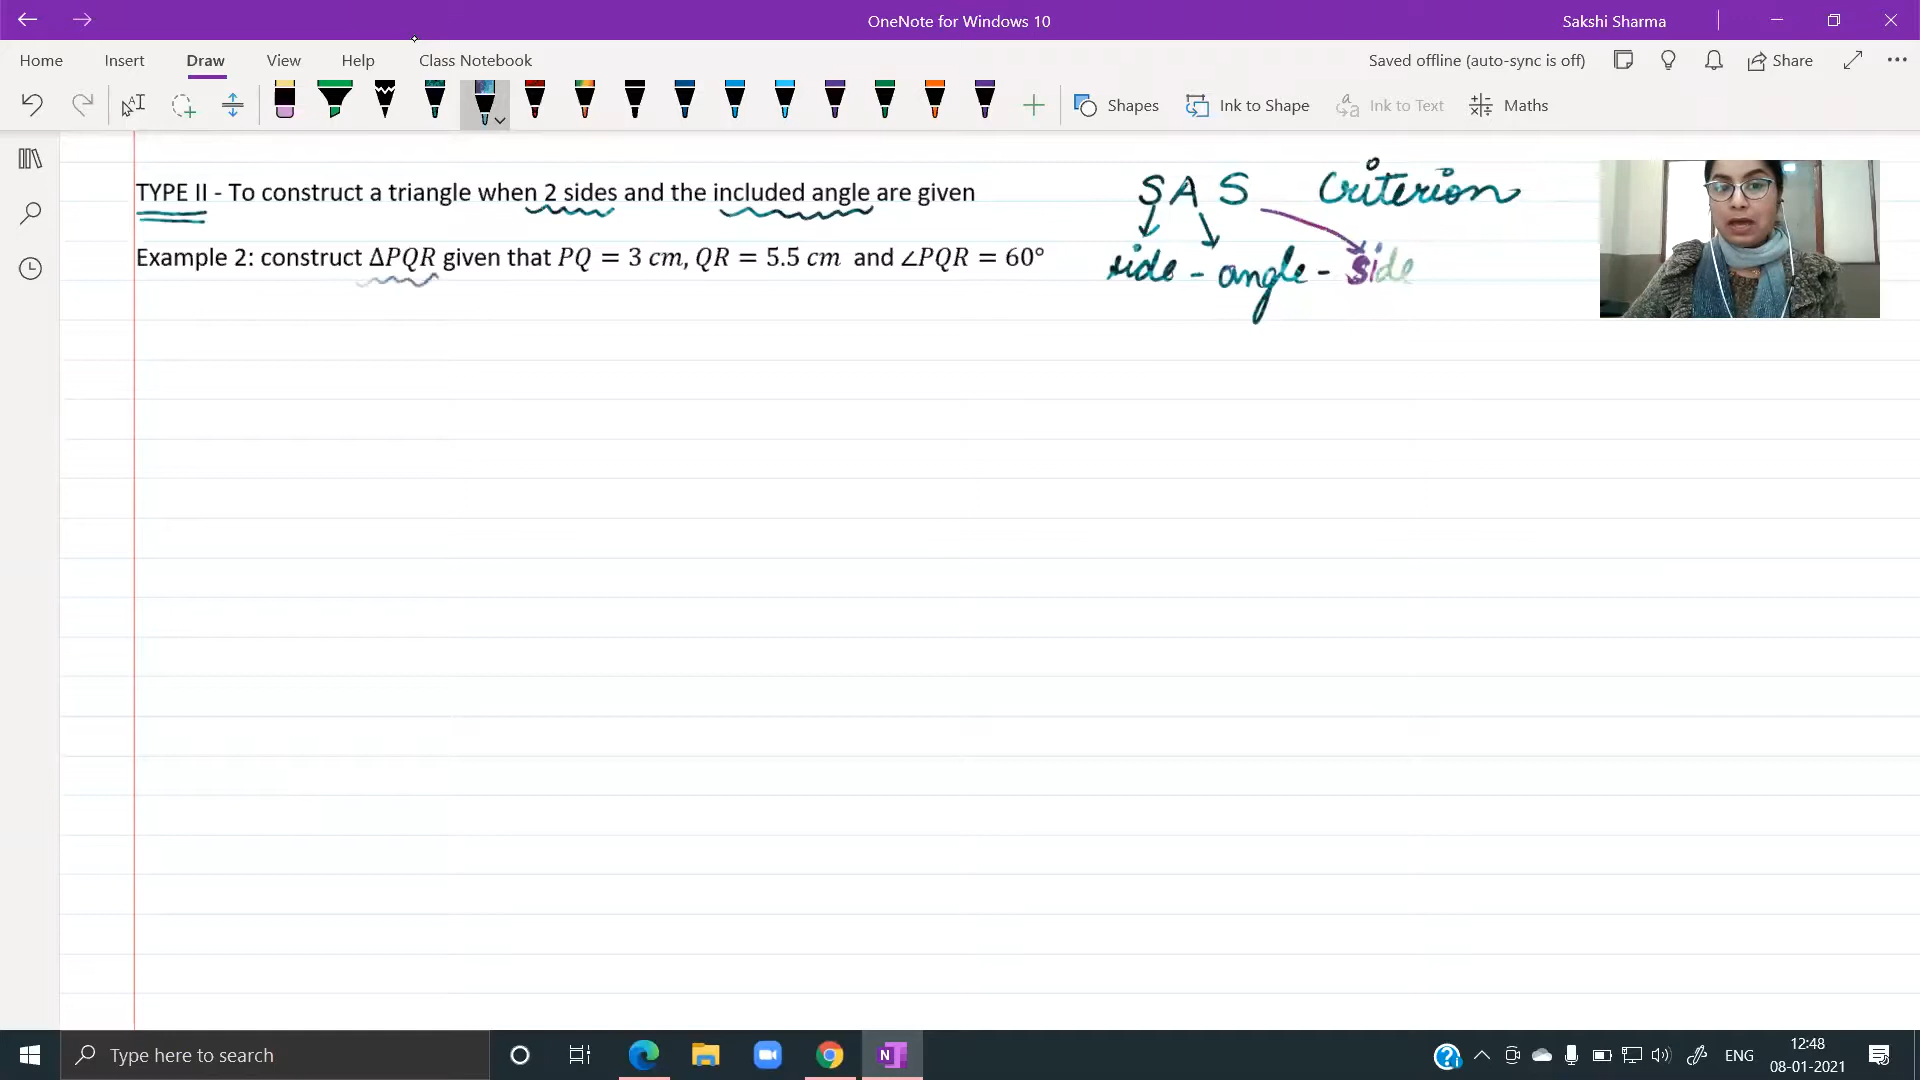 OneNote for Windows 10
Sakshi Sharma
Home Insert Draw View Help Class Notebook
Saved offline (auto-sync is off) Share
Shapes Ink to Shape Ink to Text Maths
TYPE II - To construct a triangle when 2 sides and the included angle are given
S A S Criterion
Example 2: construct ΔPQR given that PQ = 3 cm, QR = 5.5 cm and ∠PQR = 60°
side - angle - side
Type here to search
ENG
12:48
08-01-2021